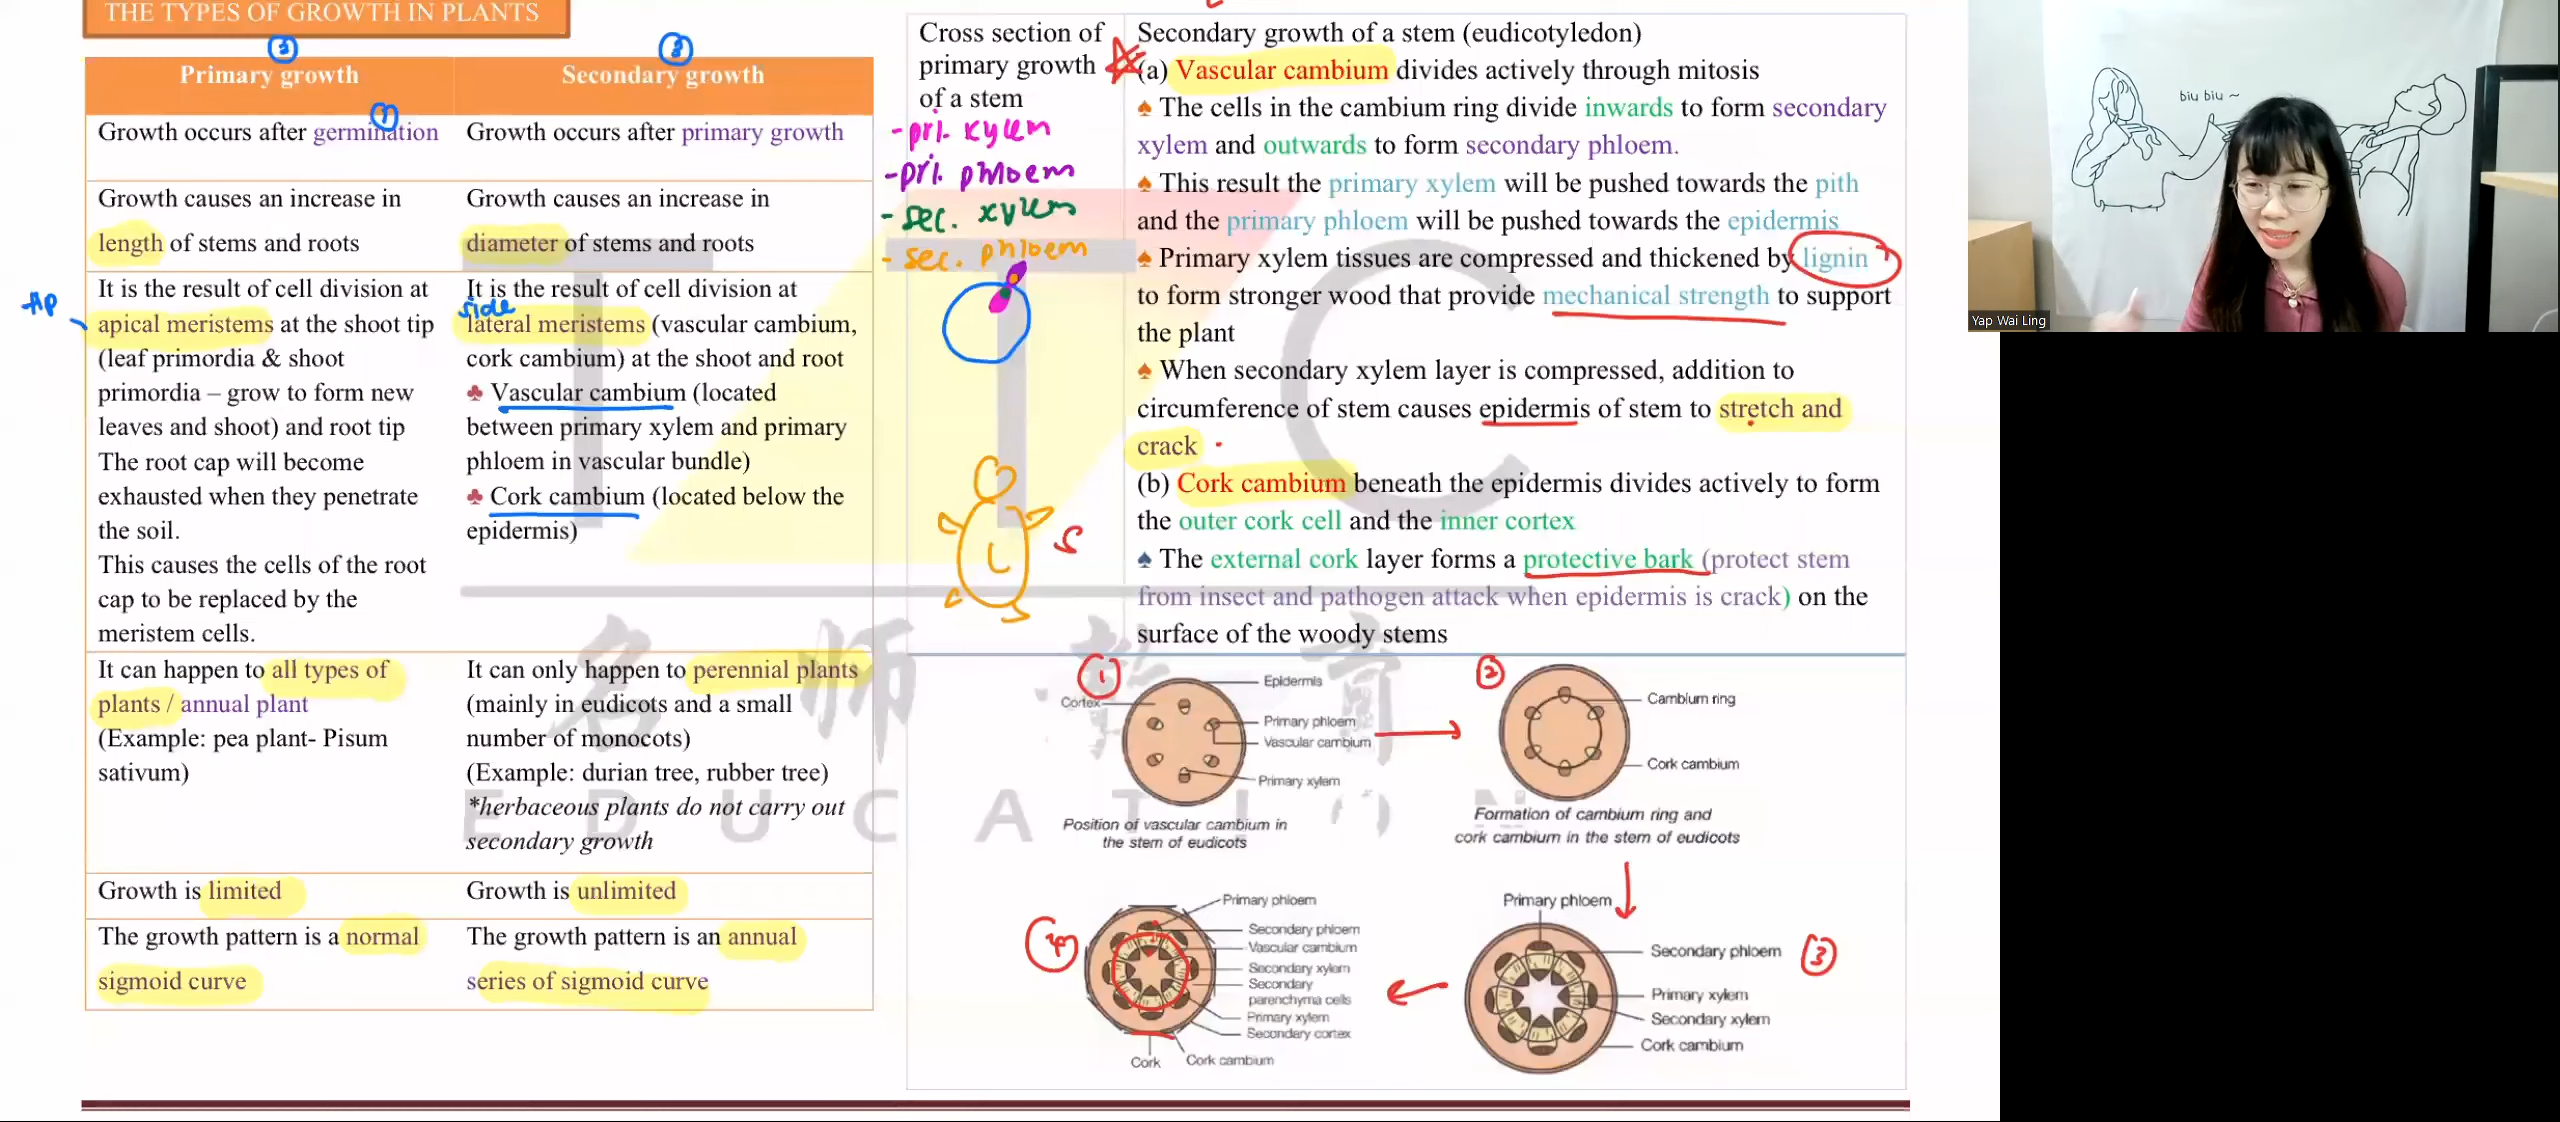 THE TYPES OF GROWTH IN PLANTS
Primary growth
Secondary growth
Growth occurs after germination
Growth occurs after primary growth
Growth causes an increase in
length of stems and roots
Growth causes an increase in
diameter of stems and roots
It is the result of cell division at
apical meristems at the shoot tip
(leaf primordia & shoot
primordia – grow to form new
leaves and shoot) and root tip
The root cap will become
exhausted when they penetrate
the soil.
This causes the cells of the root
cap to be replaced by the
meristem cells.
It is the result of cell division at
side
lateral meristems (vascular cambium,
cork cambium) at the shoot and root
♣ Vascular cambium (located
between primary xylem and primary
phloem in vascular bundle)
♣ Cork cambium (located below the
epidermis)
It can happen to all types of
plants / annual plant
(Example: pea plant- Pisum
sativum)
It can only happen to perennial plants
(mainly in eudicots and a small
number of monocots)
(Example: durian tree, rubber tree)
*herbaceous plants do not carry out
secondary growth
Growth is limited
Growth is unlimited
The growth pattern is a normal
sigmoid curve
The growth pattern is an annual
series of sigmoid curve
Cross section of
primary growth
of a stem
- pri. xylem
- pri. phloem
- sec. xylem
- sec. phloem
L
S
Secondary growth of a stem (eudicotyledon)
(a) Vascular cambium divides actively through mitosis
♠ The cells in the cambium ring divide inwards to form secondary
xylem and outwards to form secondary phloem.
♠ This result the primary xylem will be pushed towards the pith
and the primary phloem will be pushed towards the epidermis
♠ Primary xylem tissues are compressed and thickened by lignin
to form stronger wood that provide mechanical strength to support
the plant
♠ When secondary xylem layer is compressed, addition to
circumference of stem causes epidermis of stem to stretch and
crack
(b) Cork cambium beneath the epidermis divides actively to form
the outer cork cell and the inner cortex
♠ The external cork layer forms a protective bark (protect stem
from insect and pathogen attack when epidermis is crack) on the
surface of the woody stems
1
Epidermis
Cortex
Primary phloem
Vascular cambium
Primary xylem
Position of vascular cambium in
the stem of eudicots
2
Cambium ring
Cork cambium
Formation of cambium ring and
cork cambium in the stem of eudicots
Primary phloem
Secondary phloem
3
Primary xylem
Secondary xylem
Cork cambium
4
Primary phloem
Secondary phloem
Vascular cambium
Secondary xylem
Secondary
parenchyma cells
Primary xylem
Secondary cortex
Cork cambium
Cork
名师教育
EDUCATION
biu biu ~
Yap Wai Ling